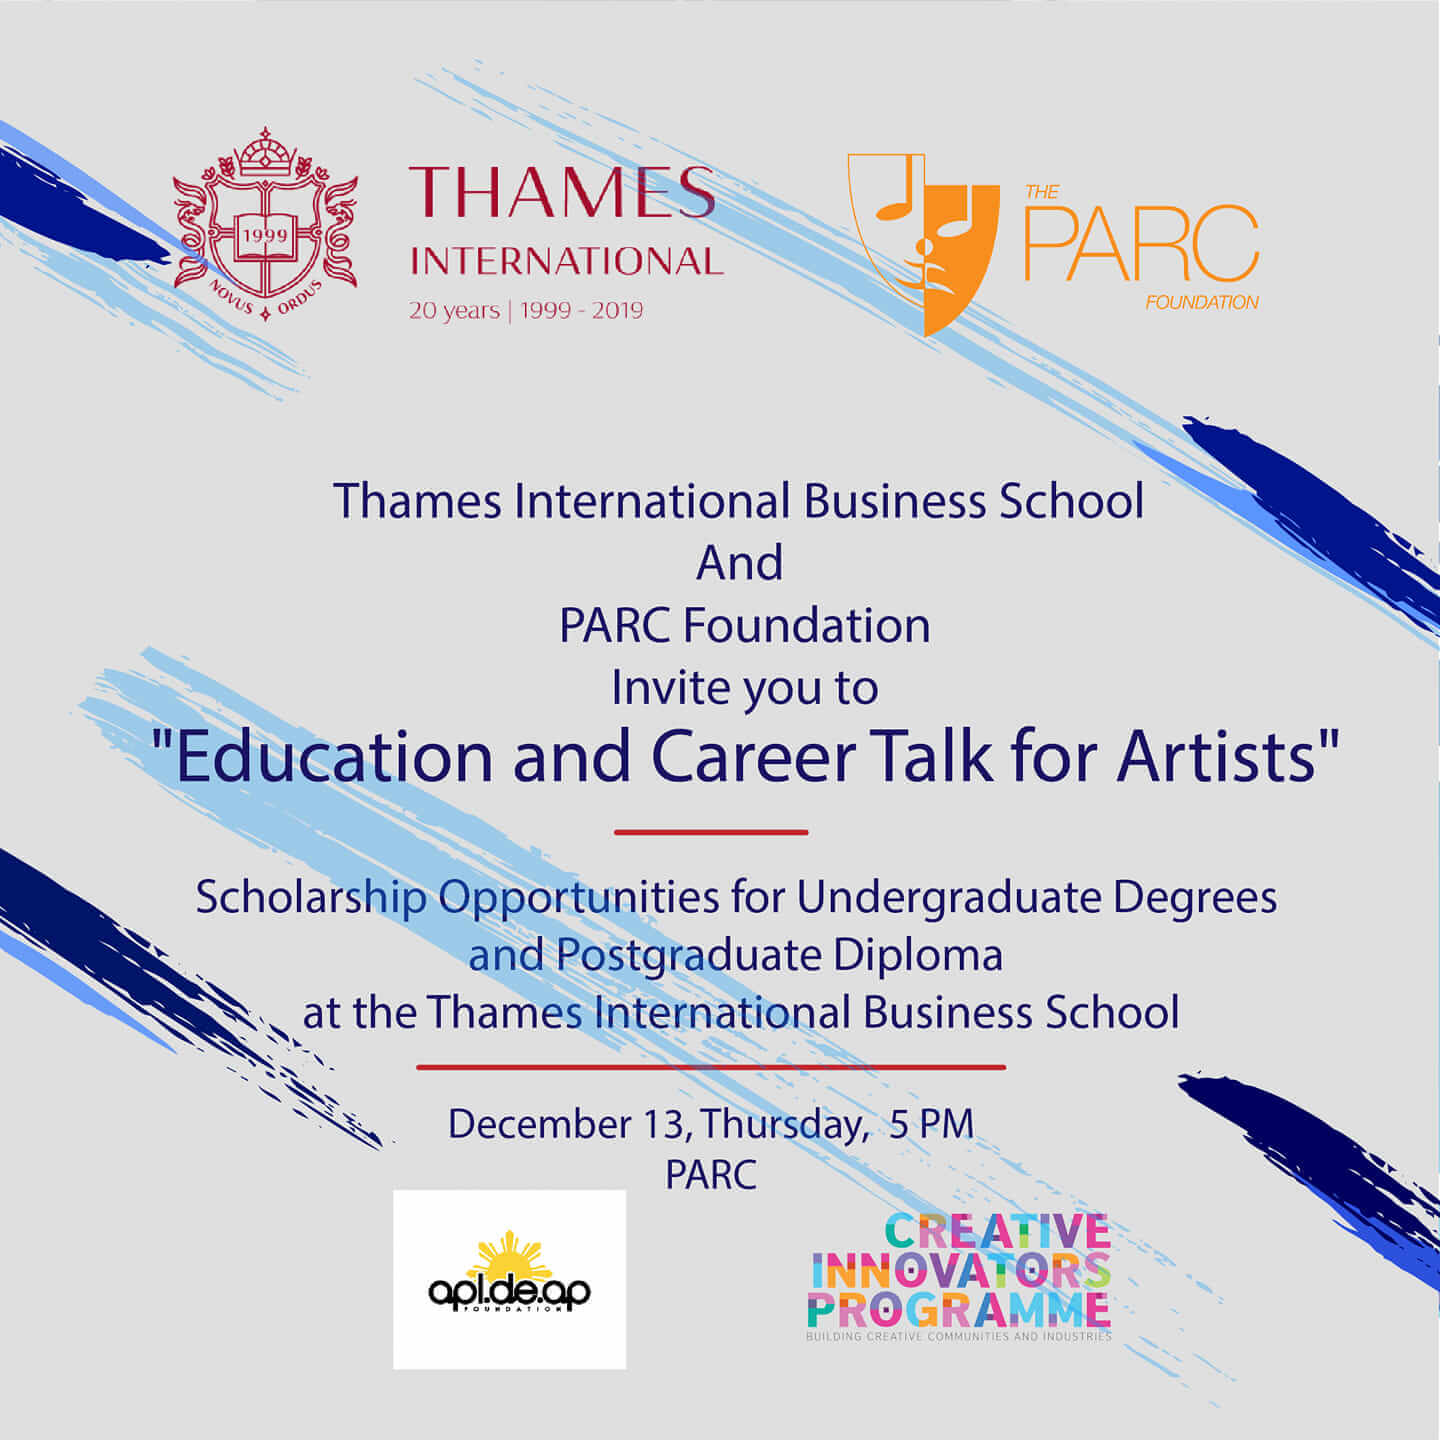 1999
NOVUS ORDUS
THAMES
INTERNATIONAL
20 years | 1999 - 2019
THE
PARC
FOUNDATION
Thames International Business School
And
PARC Foundation
Invite you to
"Education and Career Talk for Artists"
Scholarship Opportunities for Undergraduate Degrees
and Postgraduate Diploma
at the Thames International Business School
December 13, Thursday,  5 PM
PARC
apl.de.ap
FOUNDATION
CREATIVE
INNOVATORS
PROGRAMME
BUILDING CREATIVE COMMUNITIES AND INDUSTRIES